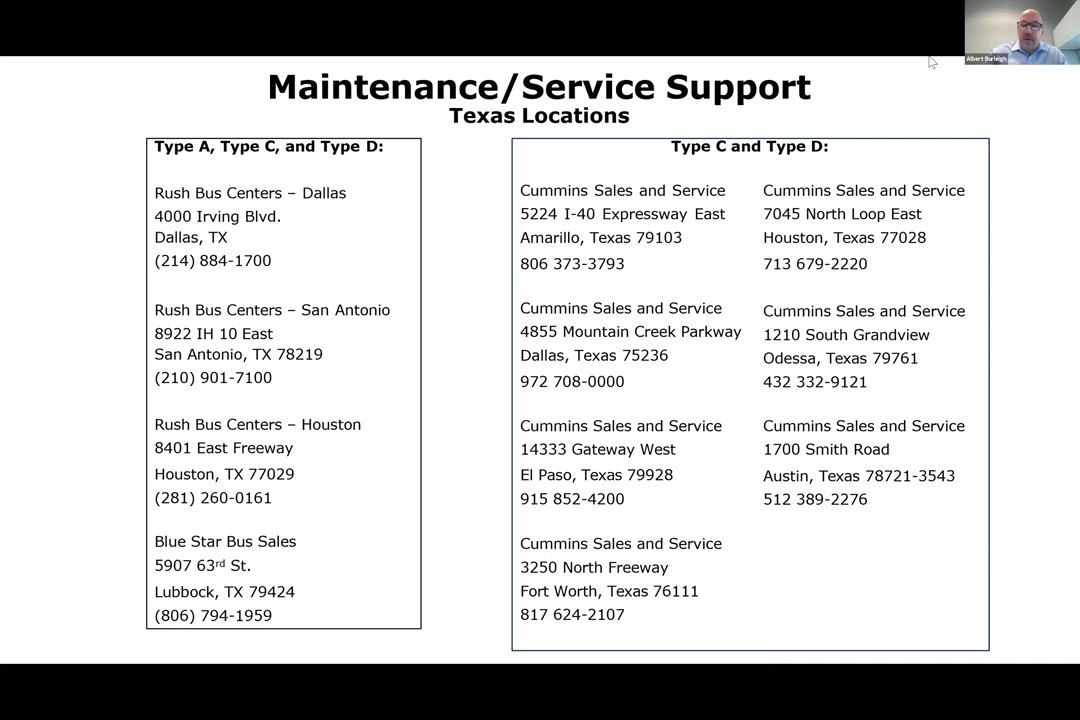 Albert Burleigh
Maintenance/Service Support
Texas Locations
Type A, Type C, and Type D:
Rush Bus Centers – Dallas
4000 Irving Blvd.
Dallas, TX
(214) 884-1700
Rush Bus Centers – San Antonio
8922 IH 10 East
San Antonio, TX 78219
(210) 901-7100
Rush Bus Centers – Houston
8401 East Freeway
Houston, TX 77029
(281) 260-0161
Blue Star Bus Sales
5907 63rd St.
Lubbock, TX 79424
(806) 794-1959
Type C and Type D:
Cummins Sales and Service
5224 I-40 Expressway East
Amarillo, Texas 79103
806 373-3793
Cummins Sales and Service
4855 Mountain Creek Parkway
Dallas, Texas 75236
972 708-0000
Cummins Sales and Service
14333 Gateway West
El Paso, Texas 79928
915 852-4200
Cummins Sales and Service
3250 North Freeway
Fort Worth, Texas 76111
817 624-2107
Cummins Sales and Service
7045 North Loop East
Houston, Texas 77028
713 679-2220
Cummins Sales and Service
1210 South Grandview
Odessa, Texas 79761
432 332-9121
Cummins Sales and Service
1700 Smith Road
Austin, Texas 78721-3543
512 389-2276